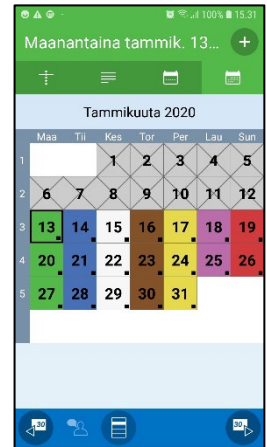 100% 15.31
Maanantaina tammik. 13...
Tammikuuta 2020
Maa Tii Kes Tor Per Lau Sun
1 1 2 3 4 5
2 6 7 8 9 10 11 12
3 13 14 15 16 17 18 19
4 20 21 22 23 24 25 26
5 27 28 29 30 31
30 30